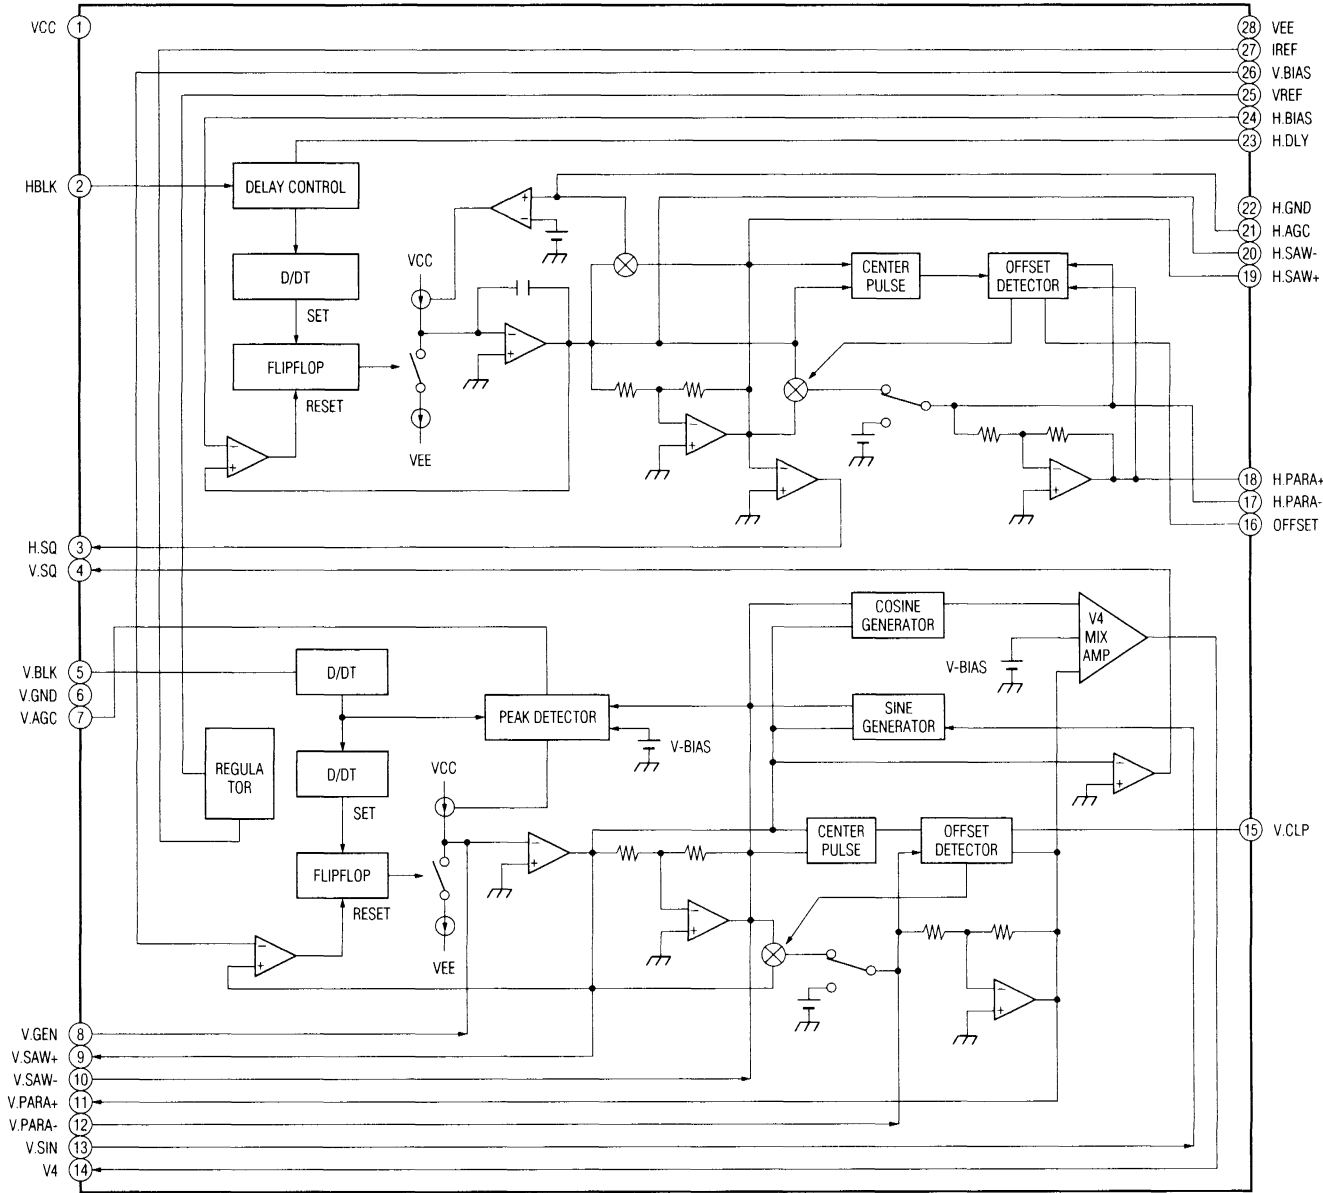 VCC 1
28 VEE
27 IREF
26 V.BIAS
25 VREF
24 H.BIAS
23 H.DLY
HBLK 2
DELAY CONTROL
22 H.GND
21 H.AGC
20 H.SAW-
19 H.SAW+
+
-
D/DT
SET
VCC
CENTER
PULSE
OFFSET
DETECTOR
FLIPFLOP
RESET
-
+
VEE
-
+
-
+
-
+
-
+
18 H.PARA+
17 H.PARA-
16 OFFSET
H.SQ 3
V.SQ 4
COSINE
GENERATOR
V4
MIX
AMP
V-BIAS
V.BLK 5
V.GND 6
V.AGC 7
D/DT
PEAK DETECTOR
V-BIAS
SINE
GENERATOR
REGULA
TOR
D/DT
SET
VCC
-
+
CENTER
PULSE
OFFSET
DETECTOR
15 V.CLP
FLIPFLOP
RESET
-
+
VEE
-
+
-
+
-
+
V.GEN 8
V.SAW+ 9
V.SAW- 10
V.PARA+ 11
V.PARA- 12
V.SIN 13
V4 14